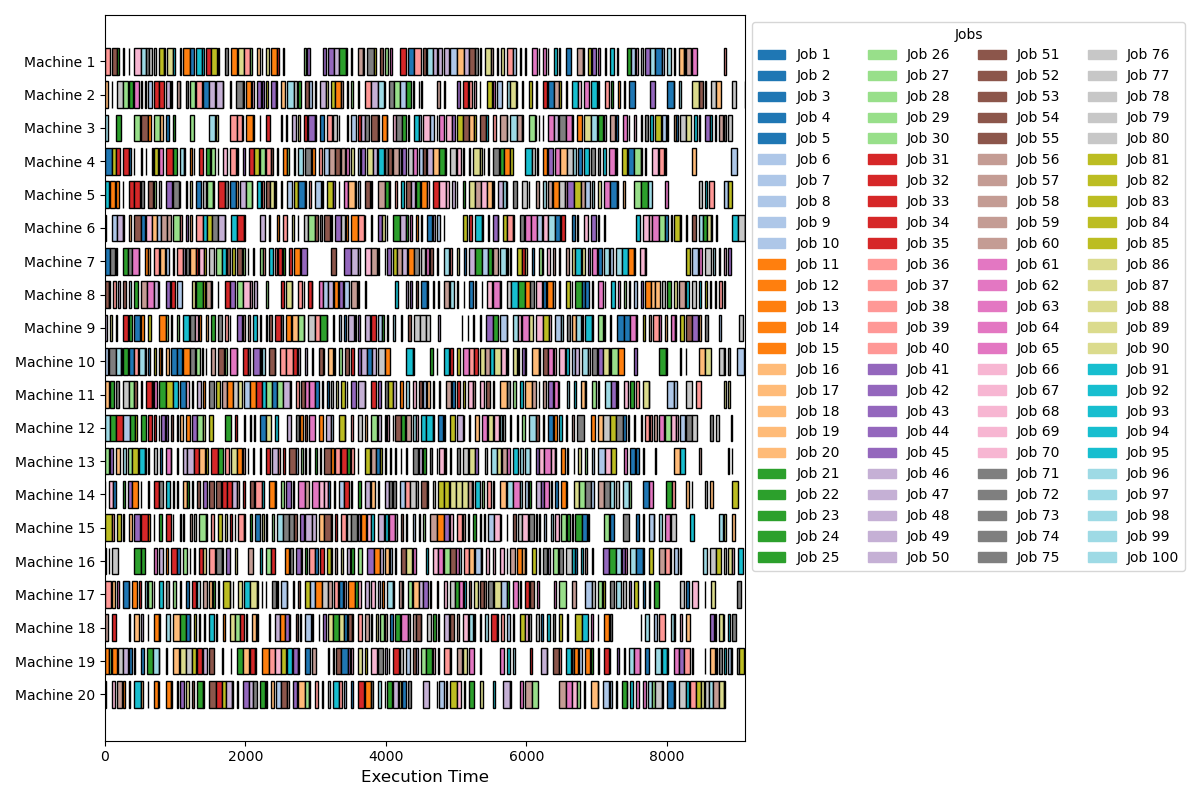 Machine 1
Machine 2
Machine 3
Machine 4
Machine 5
Machine 6
Machine 7
Machine 8
Machine 9
Machine 10
Machine 11
Machine 12
Machine 13
Machine 14
Machine 15
Machine 16
Machine 17
Machine 18
Machine 19
Machine 20
0 2000 4000 6000 8000
Execution Time
Jobs
Job 1 Job 26 Job 51 Job 76
Job 2 Job 27 Job 52 Job 77
Job 3 Job 28 Job 53 Job 78
Job 4 Job 29 Job 54 Job 79
Job 5 Job 30 Job 55 Job 80
Job 6 Job 31 Job 56 Job 81
Job 7 Job 32 Job 57 Job 82
Job 8 Job 33 Job 58 Job 83
Job 9 Job 34 Job 59 Job 84
Job 10 Job 35 Job 60 Job 85
Job 11 Job 36 Job 61 Job 86
Job 12 Job 37 Job 62 Job 87
Job 13 Job 38 Job 63 Job 88
Job 14 Job 39 Job 64 Job 89
Job 15 Job 40 Job 65 Job 90
Job 16 Job 41 Job 66 Job 91
Job 17 Job 42 Job 67 Job 92
Job 18 Job 43 Job 68 Job 93
Job 19 Job 44 Job 69 Job 94
Job 20 Job 45 Job 70 Job 95
Job 21 Job 46 Job 71 Job 96
Job 22 Job 47 Job 72 Job 97
Job 23 Job 48 Job 73 Job 98
Job 24 Job 49 Job 74 Job 99
Job 25 Job 50 Job 75 Job 100